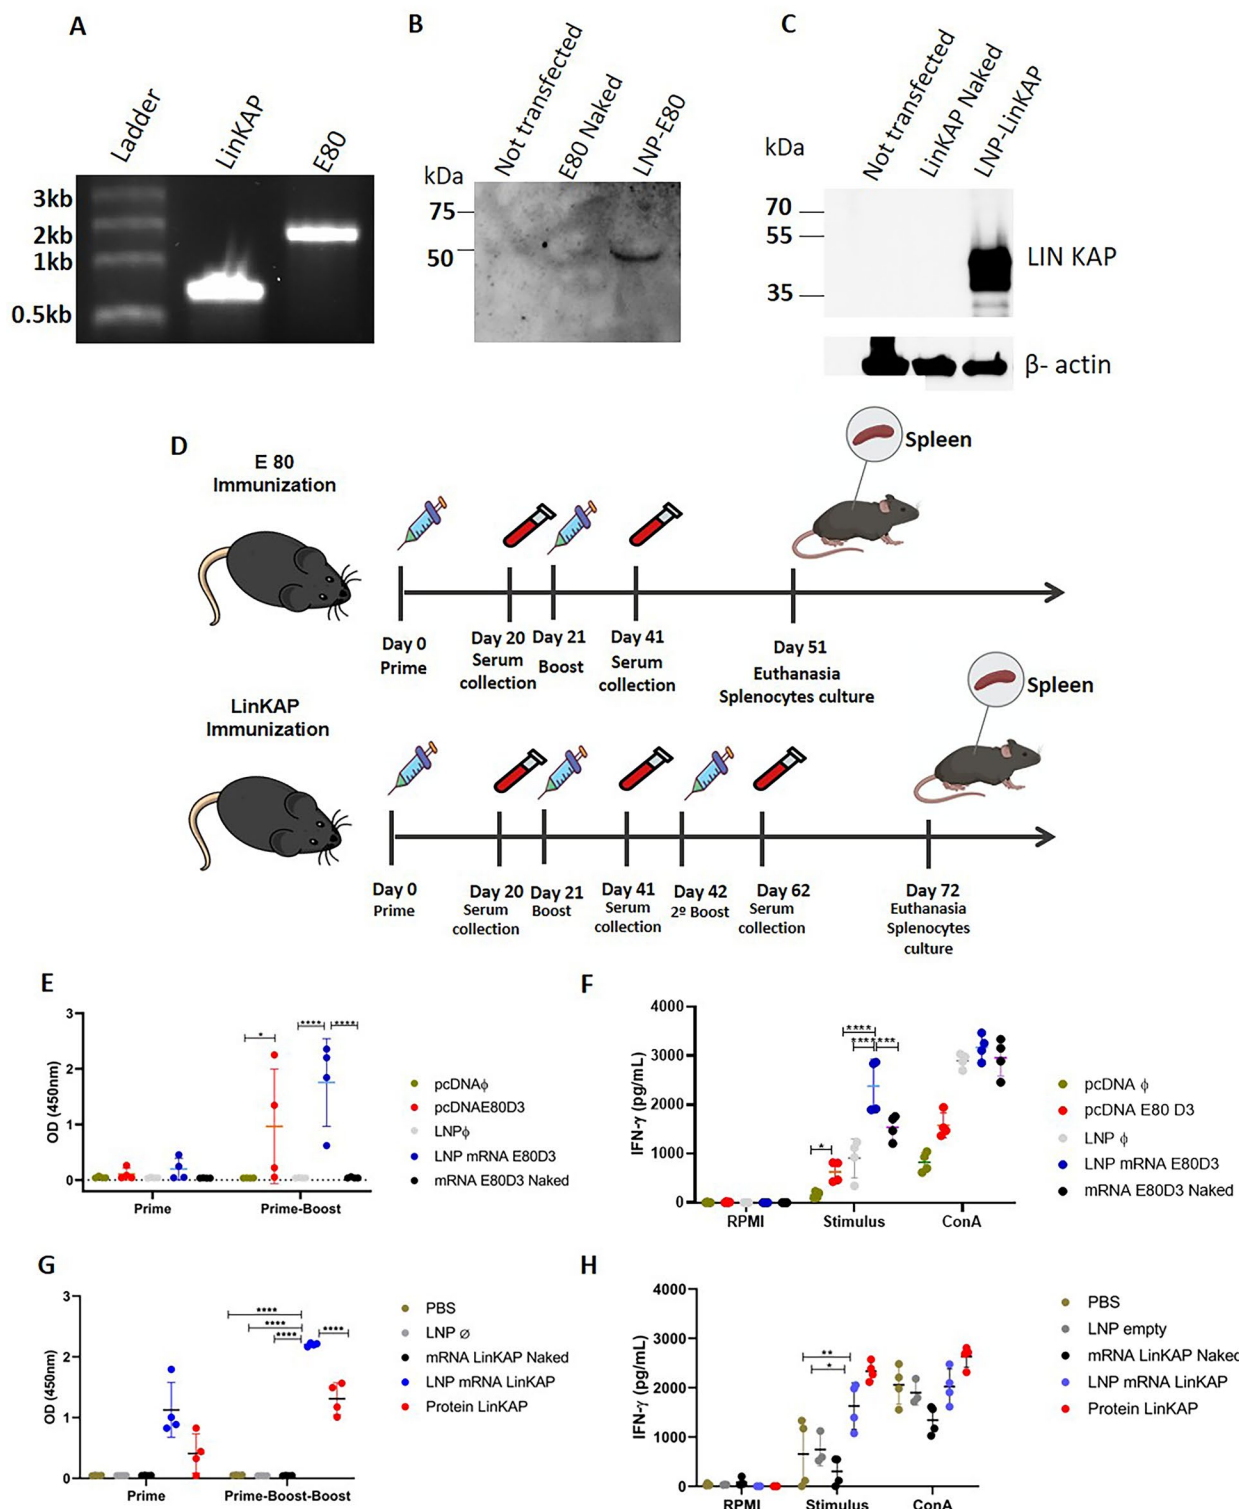 A
Ladder
LinKAP
E80
3kb
2kb
1kb
0.5kb
B
Not transfected
E80 Naked
LNP-E80
kDa
75
50
C
Not transfected
LinKAP Naked
LNP-LinKAP
kDa
70
55
35
LIN KAP
β- actin
D
E 80
Immunization
Spleen
Day 0
Prime
Day 20
Serum
collection
Day 21
Boost
Day 41
Serum
collection
Day 51
Euthanasia
Splenocytes culture
LinKAP
Immunization
Spleen
Day 0
Prime
Day 20
Serum
collection
Day 21
Boost
Day 41
Serum
collection
Day 42
2º Boost
Day 62
Serum
collection
Day 72
Euthanasia
Splenocytes
culture
E
OD (450nm)
3
2
1
0
*
****
****
Prime
Prime-Boost
pcDNAϕ
pcDNAE80D3
LNPϕ
LNP mRNA E80D3
mRNA E80D3 Naked
F
IFN-γ (pg/mL)
4000
3000
2000
1000
0
*
****
*******
RPMI
Stimulus
ConA
pcDNA ϕ
pcDNA E80 D3
LNP ϕ
LNP mRNA E80D3
mRNA E80D3 Naked
G
OD (450nm)
3
2
1
0
****
****
****
****
Prime
Prime-Boost-Boost
PBS
LNP ∅
mRNA LinKAP Naked
LNP mRNA LinKAP
Protein LinKAP
H
IFN-γ (pg/mL)
4000
3000
2000
1000
0
**
*
RPMI
Stimulus
ConA
PBS
LNP empty
mRNA LinKAP Naked
LNP mRNA LinKAP
Protein LinKAP